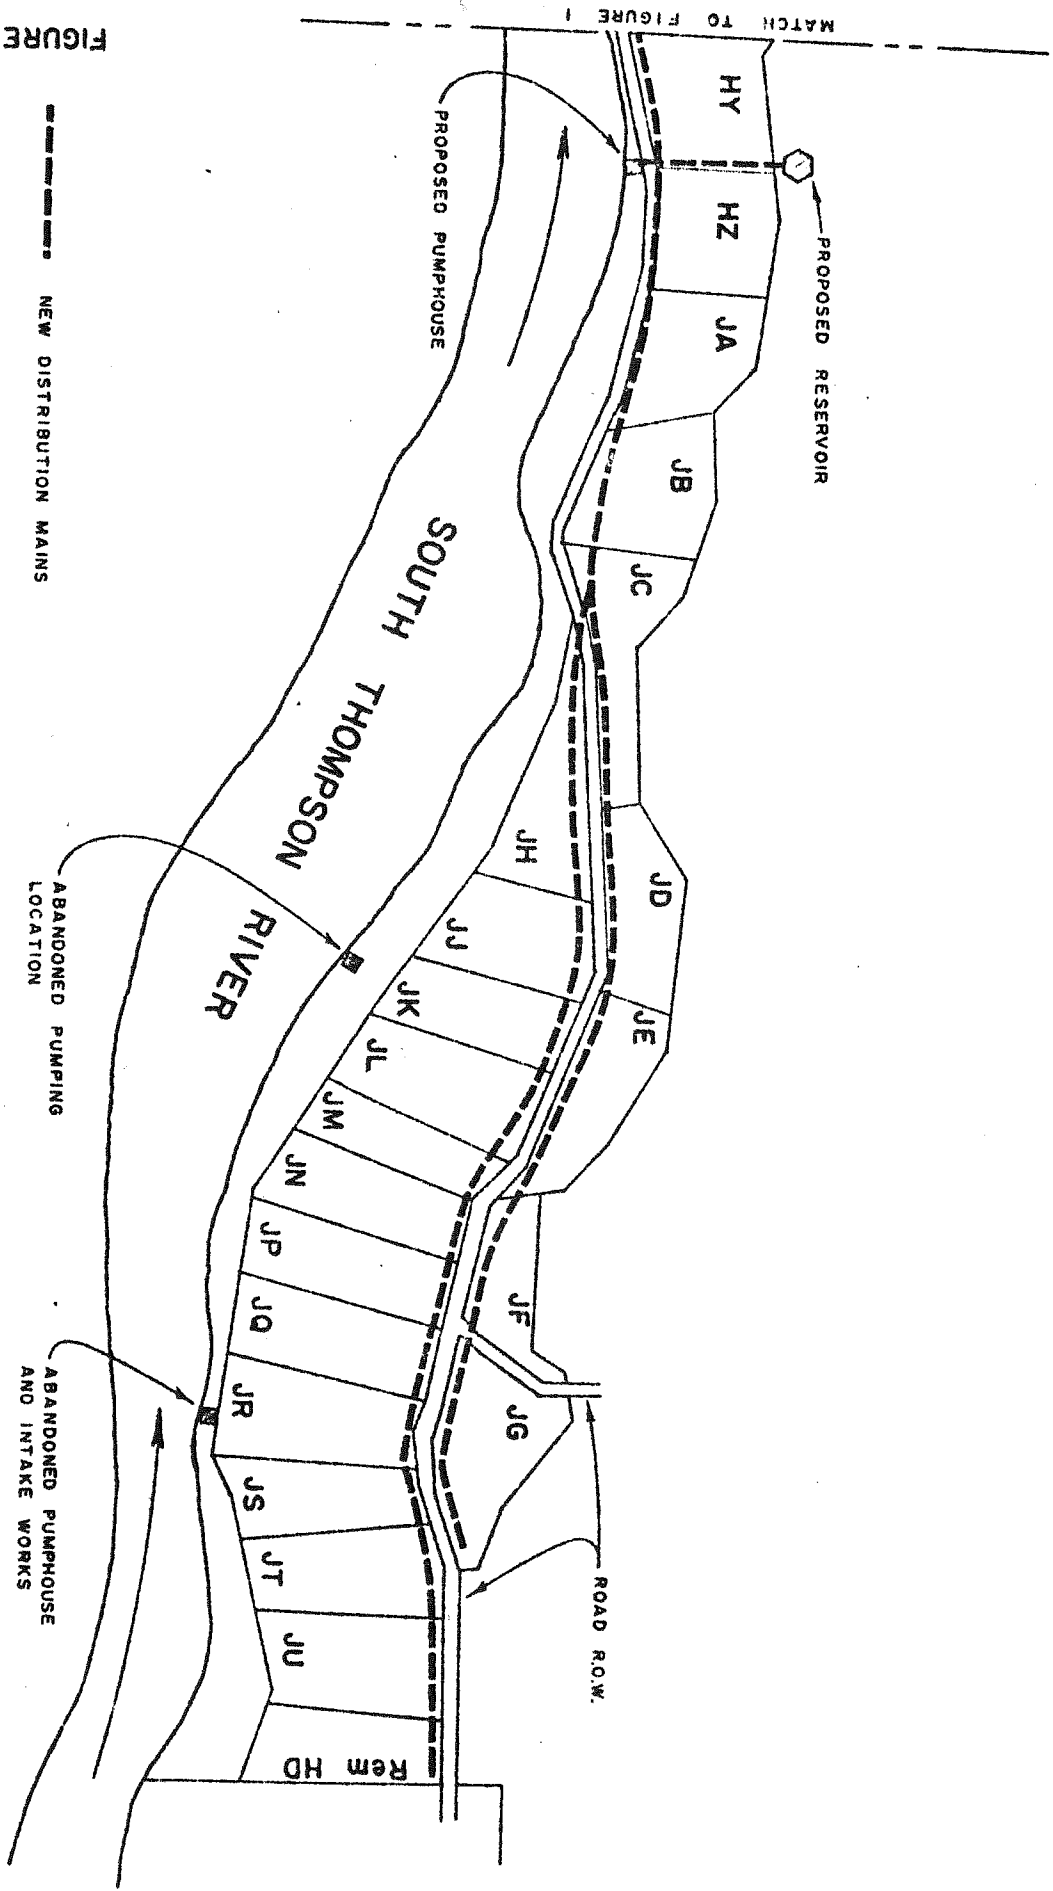 MATCH TO FIGURE 1
HY
HZ
JA
JB
JC
JD
JE
JF
JG
JH
JJ
JK
JL
JM
JN
JP
JQ
JR
JS
JT
JU
Rem HD
PROPOSED RESERVOIR
PROPOSED PUMPHOUSE
SOUTH THOMPSON RIVER
ROAD R.O.W.
ABANDONED PUMPING
LOCATION
ABANDONED PUMPHOUSE
AND INTAKE WORKS
NEW DISTRIBUTION MAINS
FIGURE